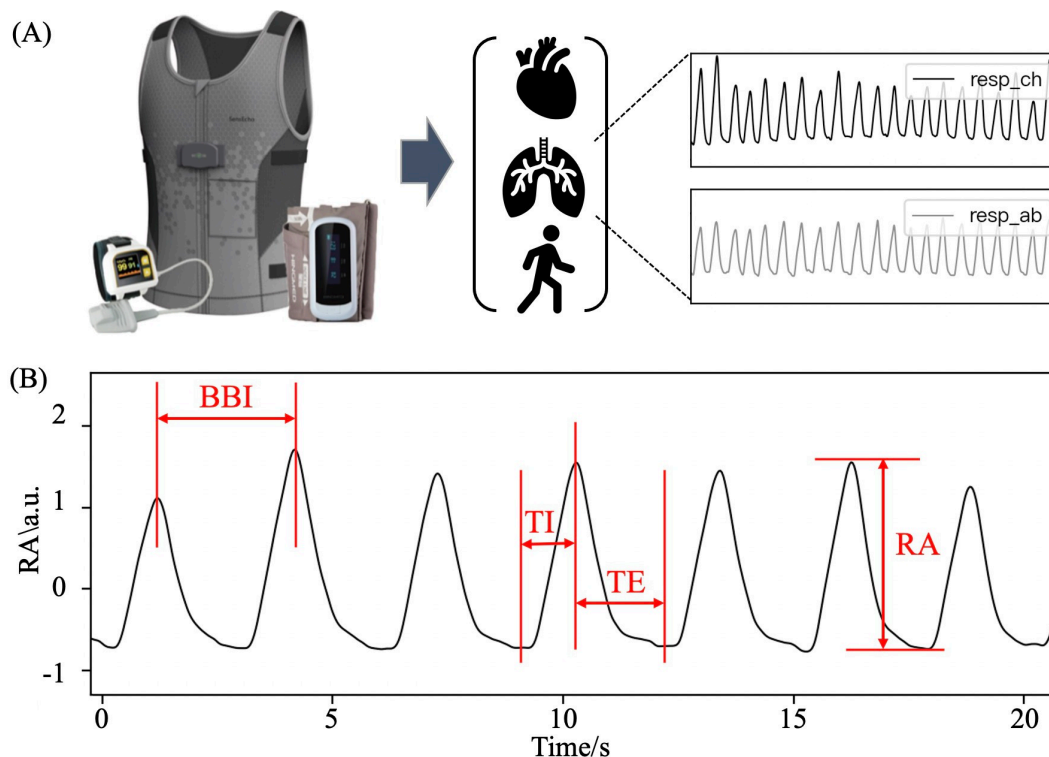 (A)
resp_ch
resp_ab
(B)
BBI
TI
TE
RA
RA\a.u.
2
1
0
-1
0
5
10
15
20
Time/s